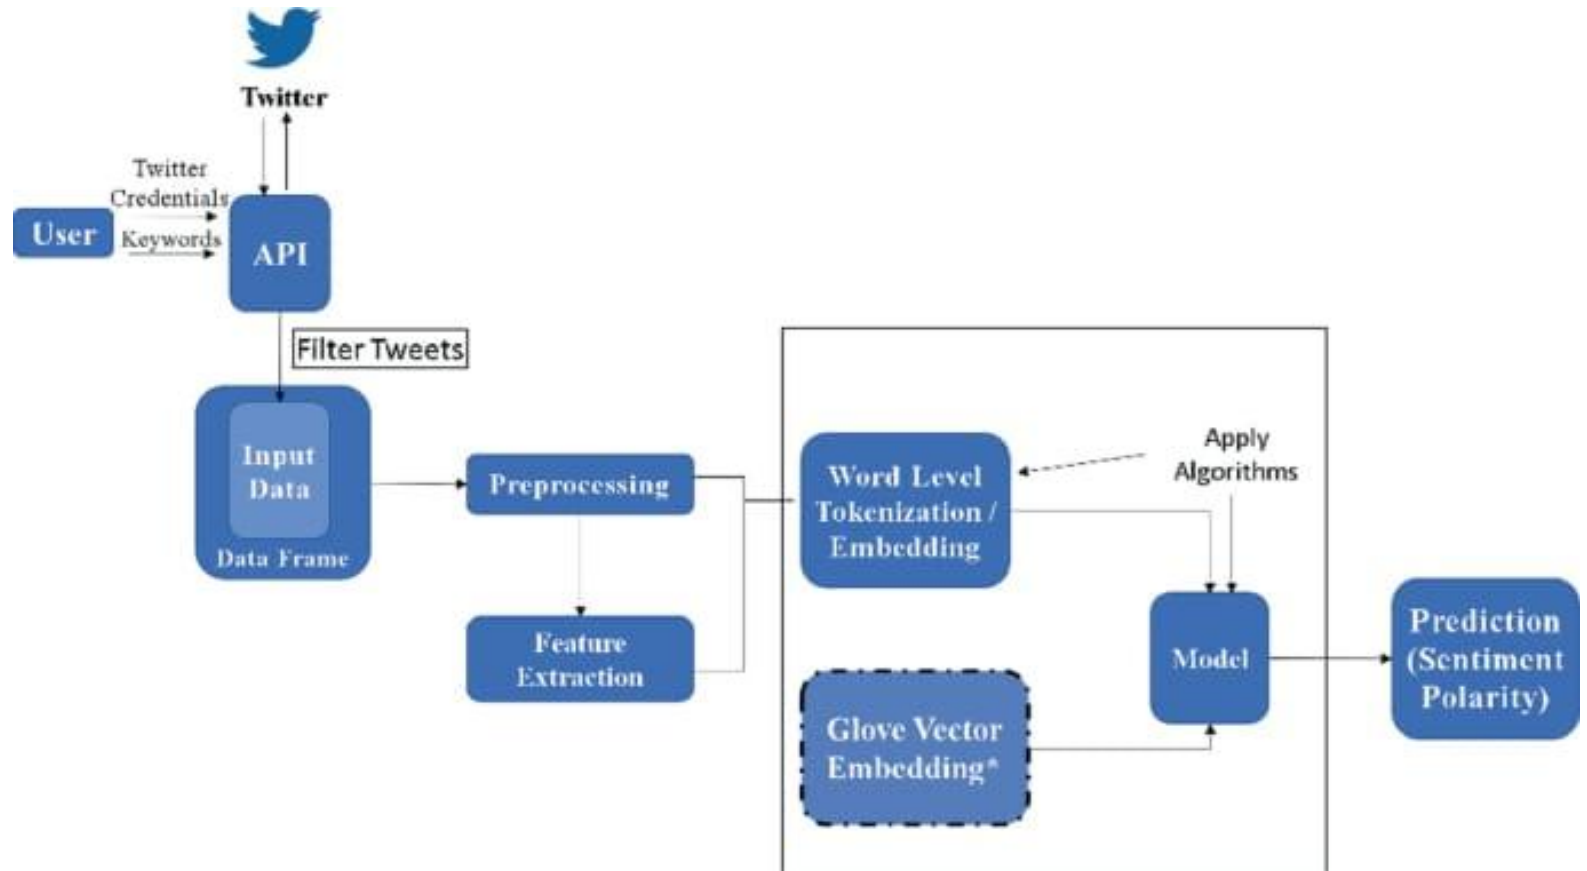 Twitter
Twitter
Credentials
User
Keywords
API
Filter Tweets
Input
Data
Data Frame
Preprocessing
Feature
Extraction
Word Level
Tokenization /
Embedding
Apply
Algorithms
Glove Vector
Embedding*
Model
Prediction
(Sentiment
Polarity)